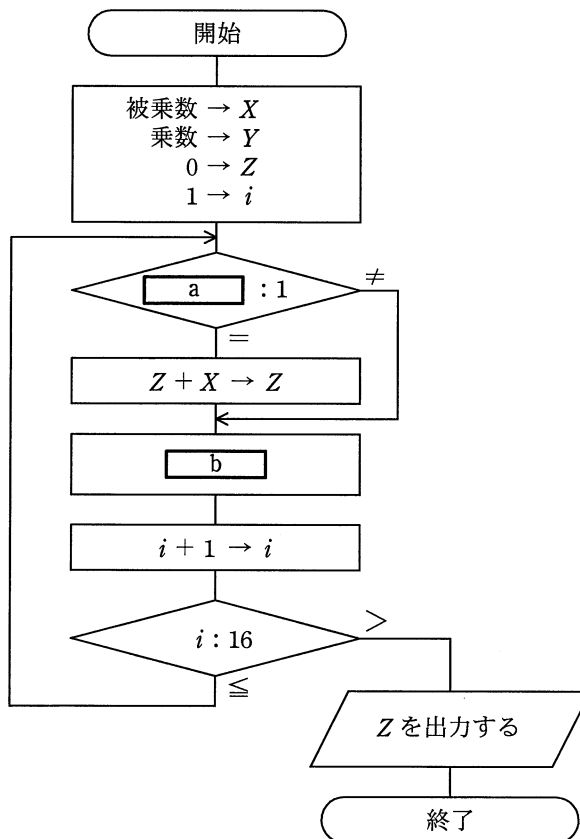 開始
被乗数 → X
乗数 → Y
0 → Z
1 → i
a : 1
≠
=
Z + X → Z
b
i + 1 → i
i : 16
>
≦
Z を出力する
終了